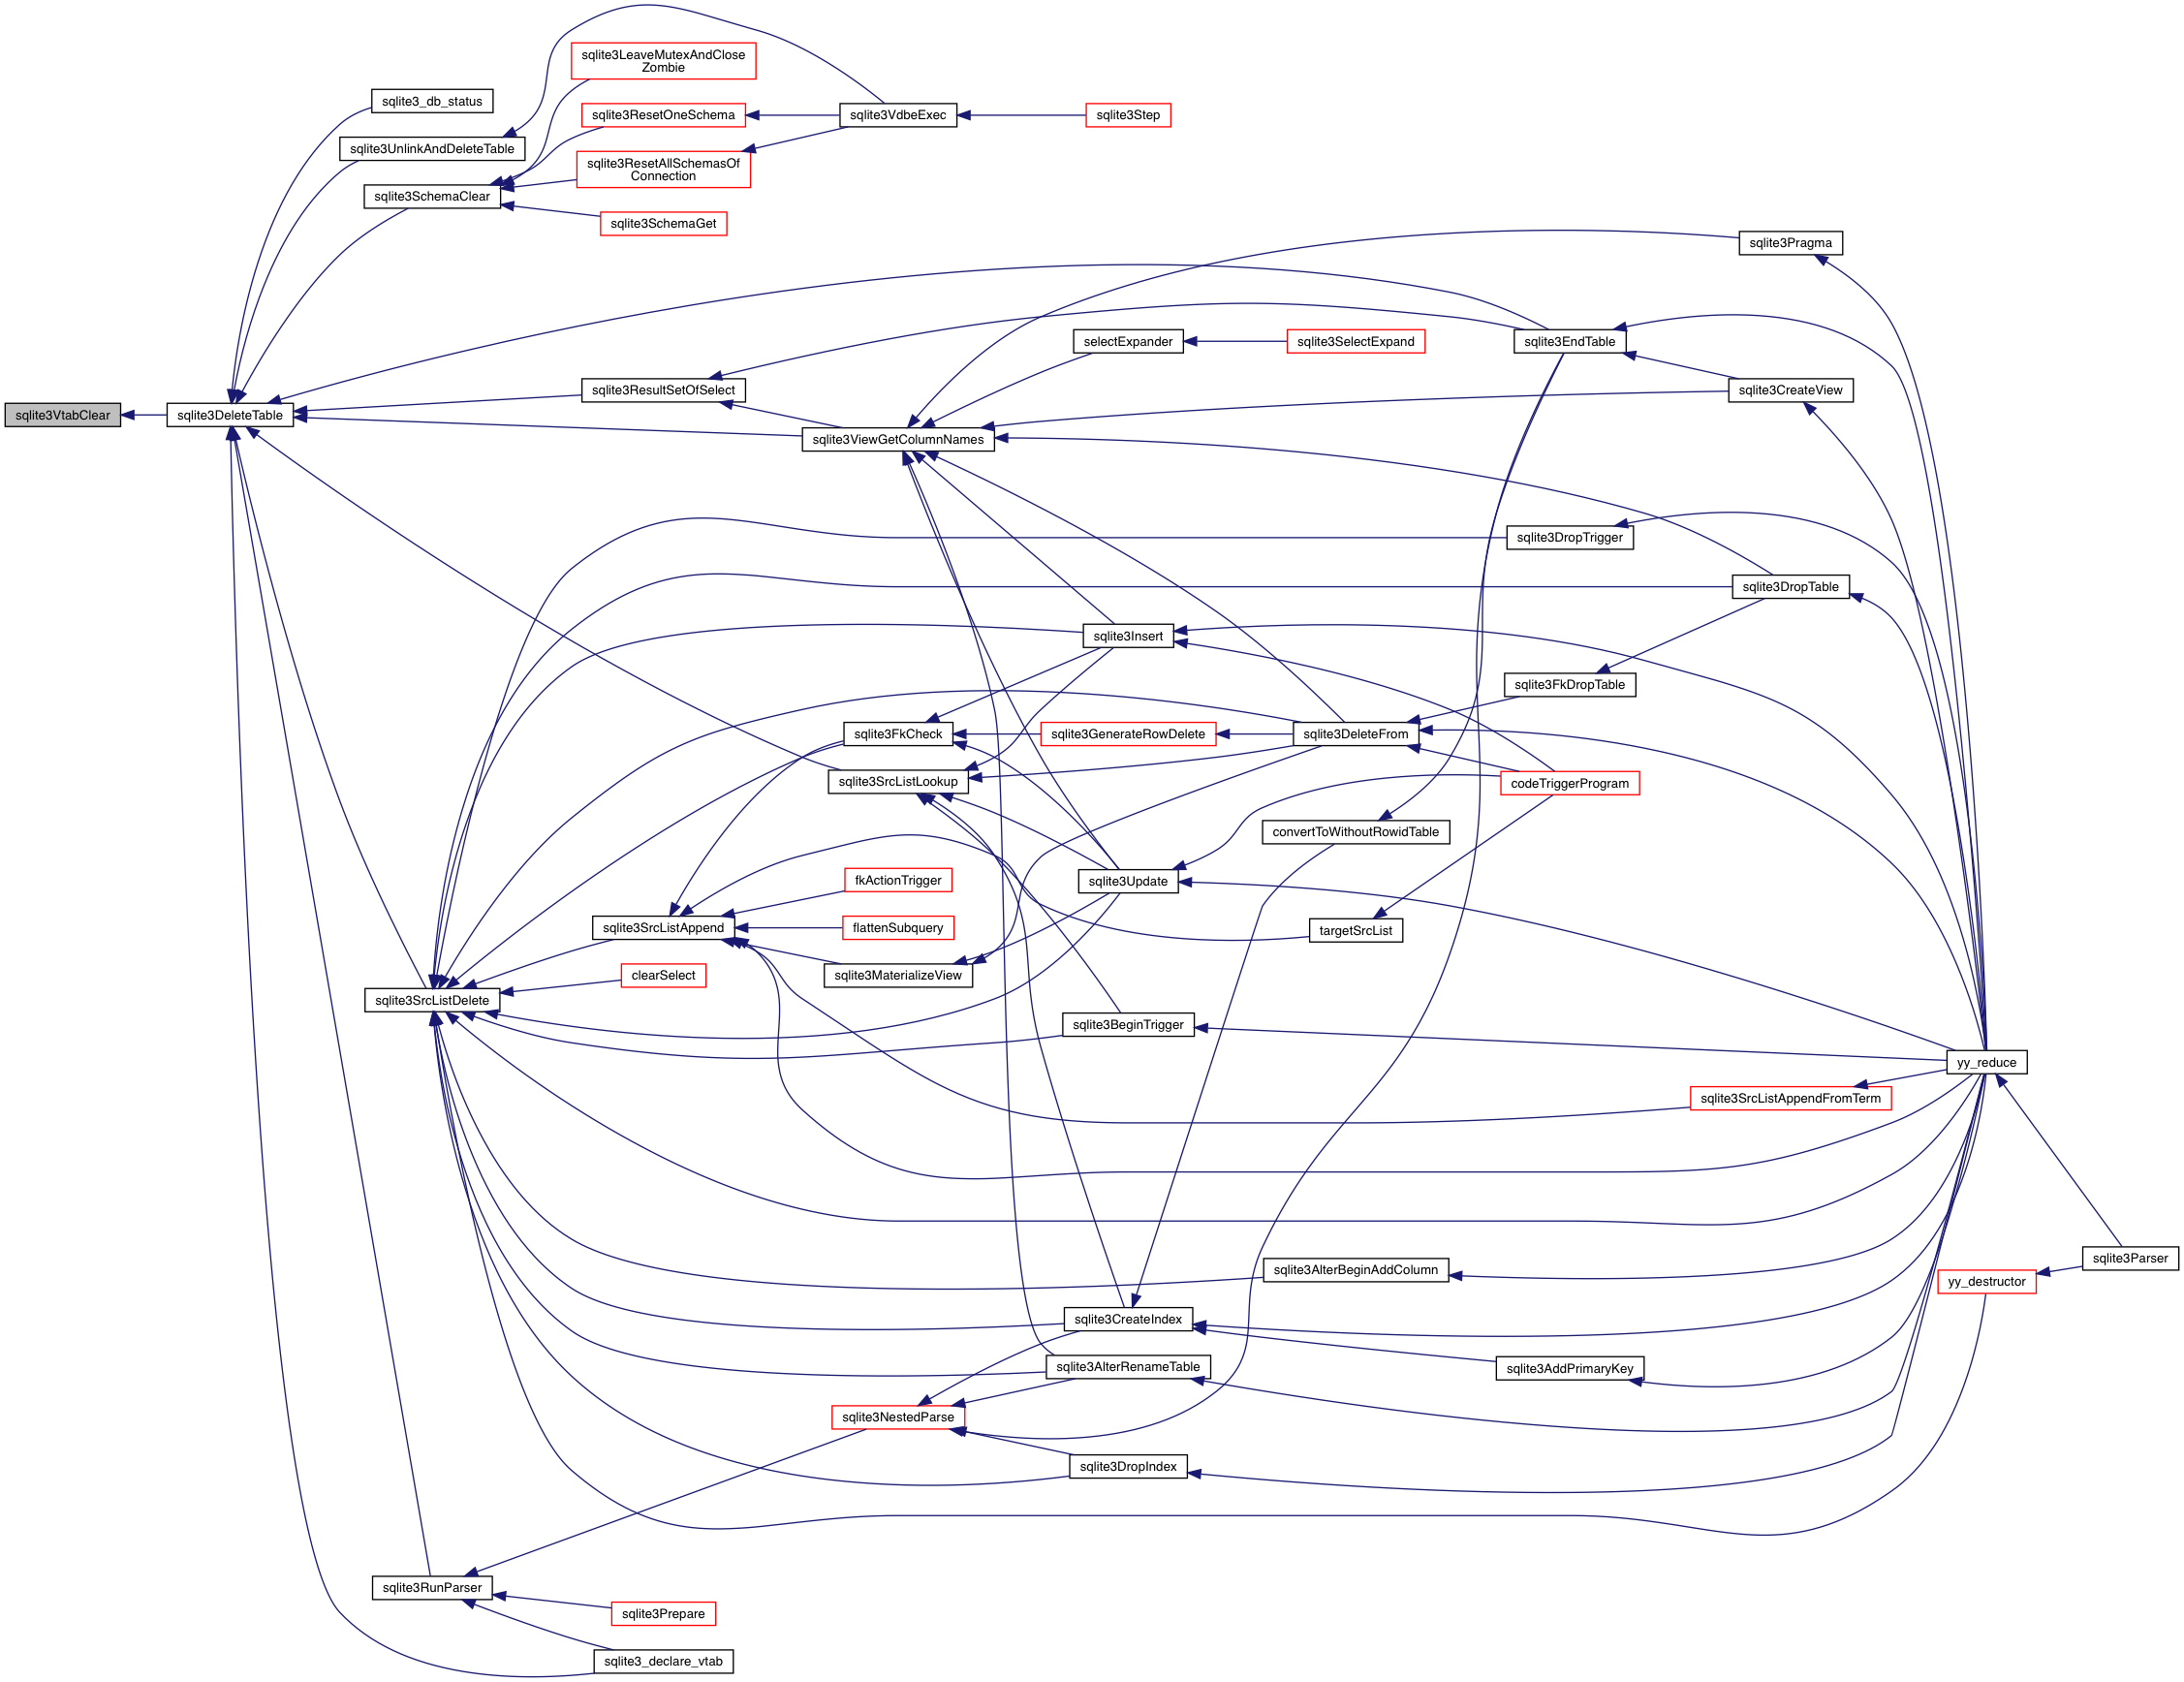 sqlite3LeaveMutexAndClose
Zombie
sqlite3_db_status
sqlite3ResetOneSchema
sqlite3VdbeExec
sqlite3Step
sqlite3UnlinkAndDeleteTable
sqlite3ResetAllSchemasOf
Connection
sqlite3SchemaClear
sqlite3SchemaGet
sqlite3Pragma
selectExpander
sqlite3SelectExpand
sqlite3EndTable
sqlite3ResultSetOfSelect
sqlite3CreateView
sqlite3VtabClear
sqlite3DeleteTable
sqlite3ViewGetColumnNames
sqlite3DropTrigger
sqlite3DropTable
sqlite3Insert
sqlite3FkDropTable
sqlite3FkCheck
sqlite3GenerateRowDelete
sqlite3DeleteFrom
sqlite3SrcListLookup
codeTriggerProgram
convertToWithoutRowidTable
fkActionTrigger
sqlite3Update
sqlite3SrcListAppend
flattenSubquery
targetSrcList
clearSelect
sqlite3MaterializeView
sqlite3SrcListDelete
sqlite3BeginTrigger
yy_reduce
sqlite3SrcListAppendFromTerm
sqlite3Parser
sqlite3AlterBeginAddColumn
yy_destructor
sqlite3CreateIndex
sqlite3AlterRenameTable
sqlite3AddPrimaryKey
sqlite3NestedParse
sqlite3DropIndex
sqlite3RunParser
sqlite3Prepare
sqlite3_declare_vtab